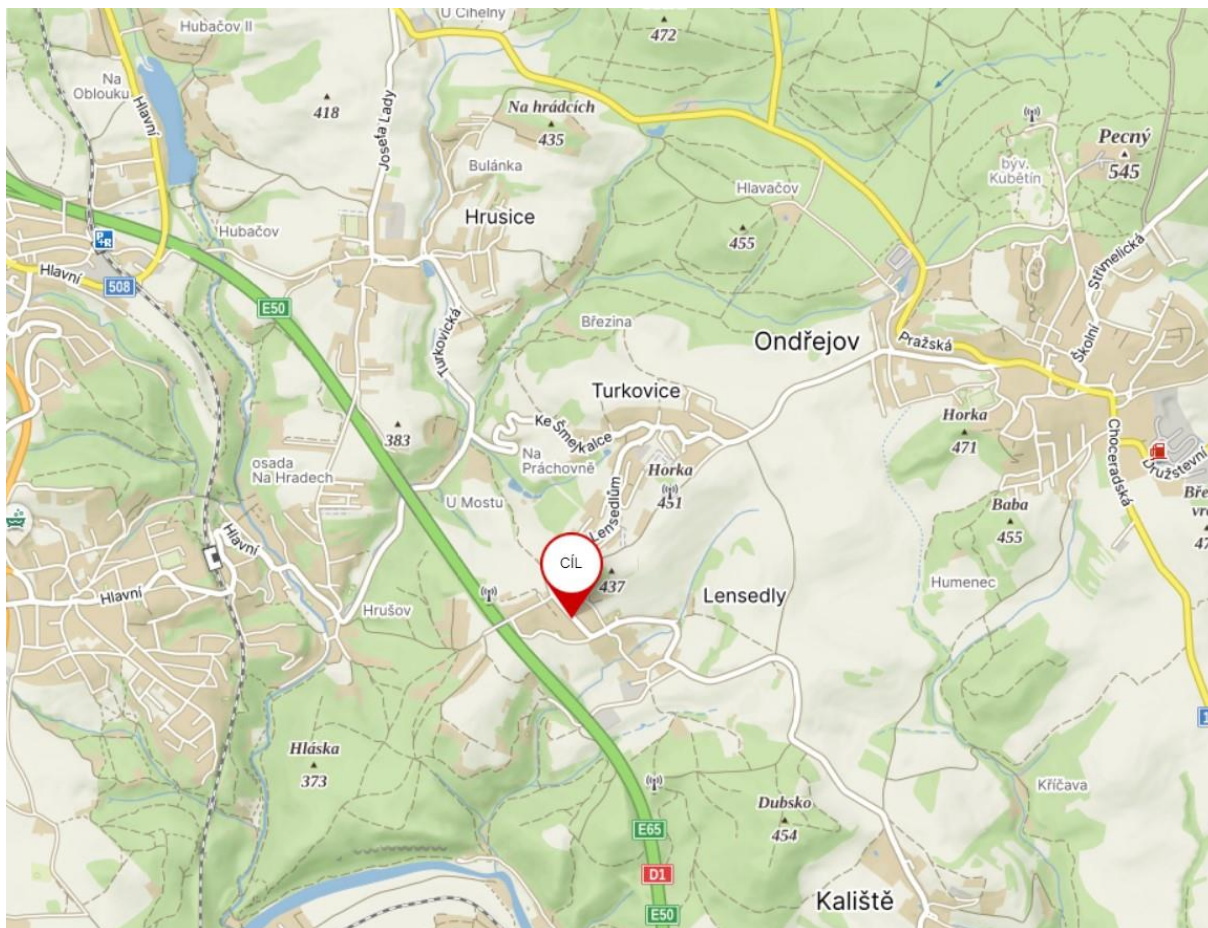 U Cihelny
472
Hubačov II
Na
Oblouku
Hlavní
418
Josefa Lady
Na hrádcích
435
Bulánka
Pecný
545
býv.
Kubětín
Hlavačov
455
Hrusice
Hubačov
P+R
Hlavní
508
E50
Střimelická
Školní
Březina
Turkovická
Ondřejov
Pražská
Turkovice
Ke Šmejkalce
383
Horka
471
Choceradská
Družstevní
osada
Na Hradech
Na
Práchovně
Horka
451
U Mostu
Lensedlům
Baba
455
Hlavní
CÍL
437
Humenec
Lensedly
Hlavní
Hrušov
Hláska
373
Dubsko
454
Křičava
E65
D1
E50
Kaliště